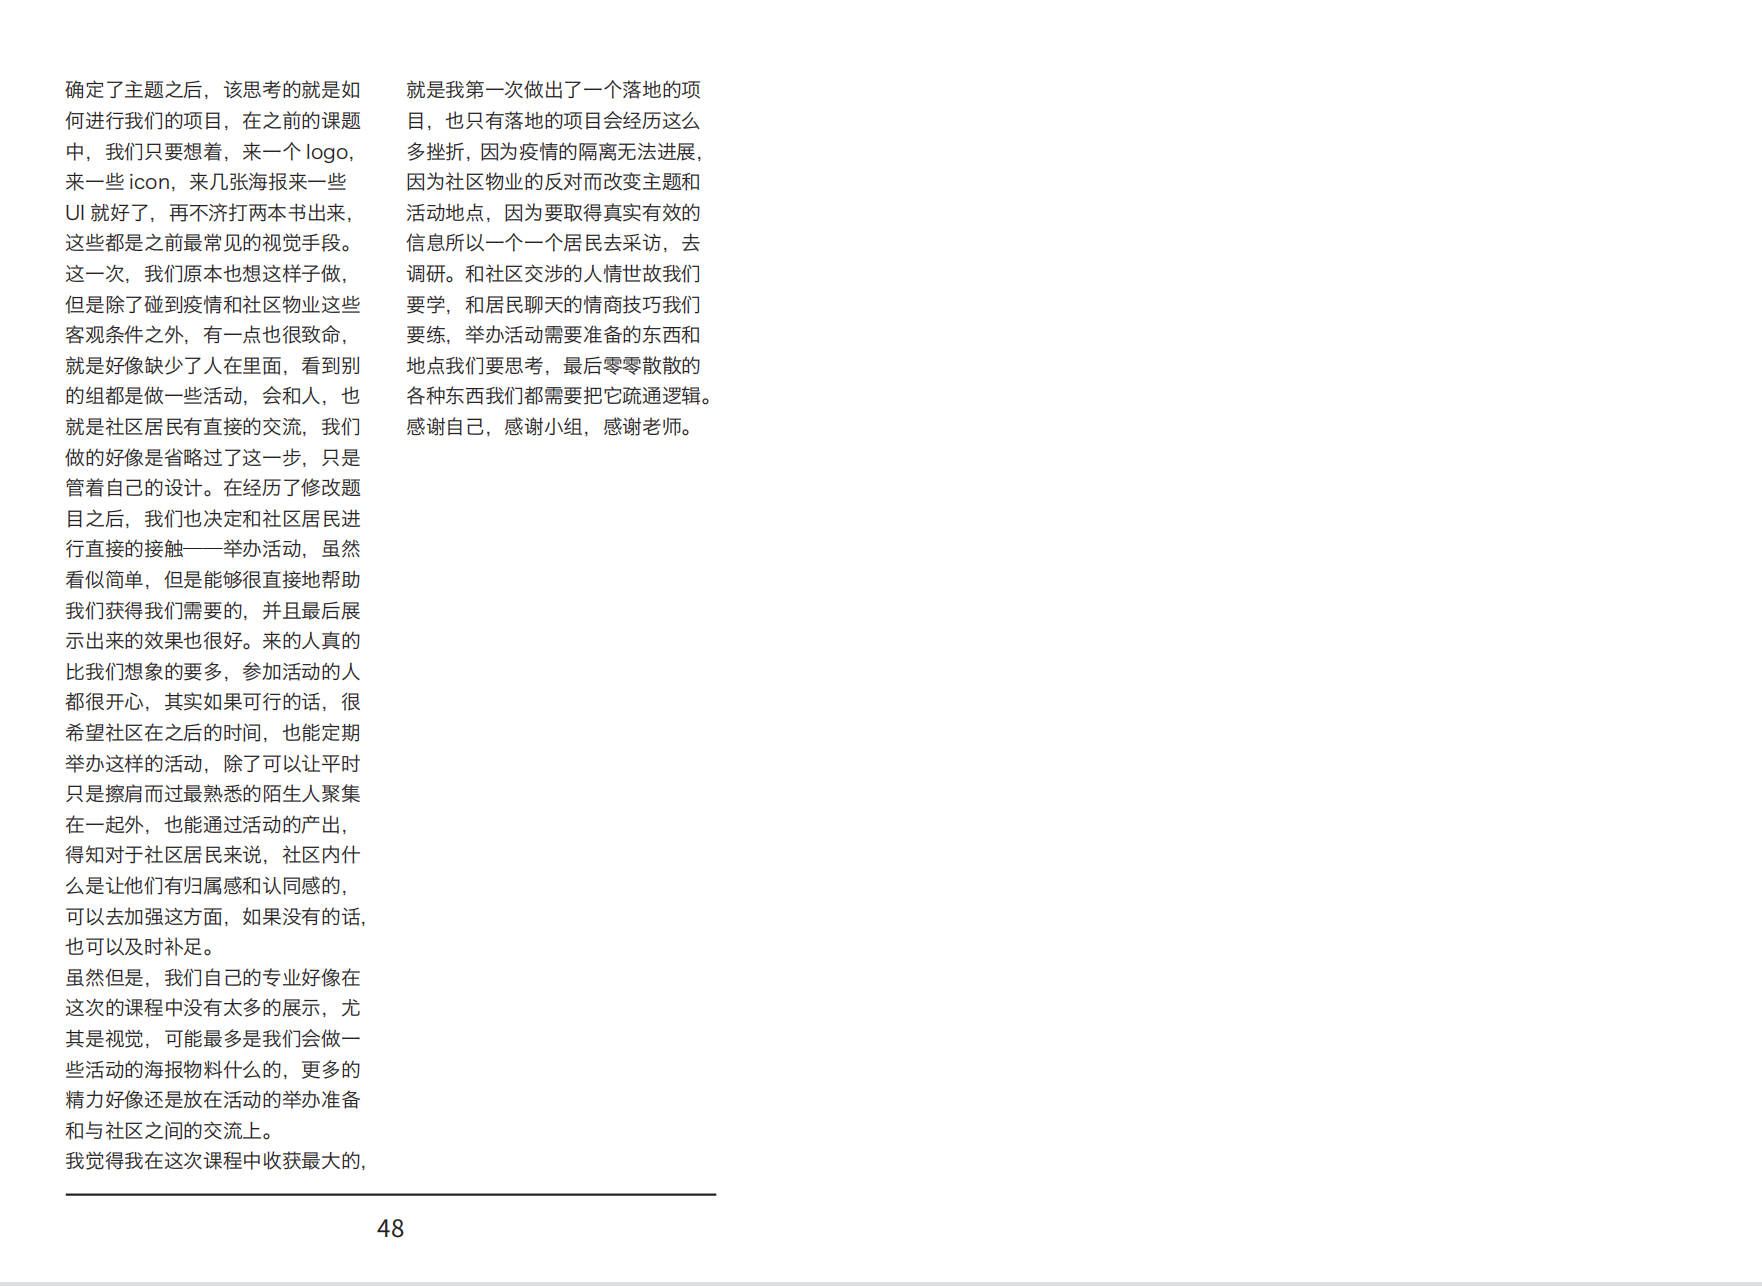 确定了主题之后，该思考的就是如
何进行我们的项目，在之前的课题
中，我们只要想着，来一个 logo，
来一些 icon，来几张海报来一些
UI 就好了，再不济打两本书出来，
这些都是之前最常见的视觉手段。
这一次，我们原本也想这样子做，
但是除了碰到疫情和社区物业这些
客观条件之外，有一点也很致命，
就是好像缺少了人在里面，看到别
的组都是做一些活动，会和人，也
就是社区居民有直接的交流，我们
做的好像是省略过了这一步，只是
管着自己的设计。在经历了修改题
目之后，我们也决定和社区居民进
行直接的接触——举办活动，虽然
看似简单，但是能够很直接地帮助
我们获得我们需要的，并且最后展
示出来的效果也很好。来的人真的
比我们想象的要多，参加活动的人
都很开心，其实如果可行的话，很
希望社区在之后的时间，也能定期
举办这样的活动，除了可以让平时
只是擦肩而过最熟悉的陌生人聚集
在一起外，也能通过活动的产出，
得知对于社区居民来说，社区内什
么是让他们有归属感和认同感的，
可以去加强这方面，如果没有的话，
也可以及时补足。
虽然但是，我们自己的专业好像在
这次的课程中没有太多的展示，尤
其是视觉，可能最多是我们会做一
些活动的海报物料什么的，更多的
精力好像还是放在活动的举办准备
和与社区之间的交流上。
我觉得我在这次课程中收获最大的，
就是我第一次做出了一个落地的项
目，也只有落地的项目会经历这么
多挫折，因为疫情的隔离无法进展，
因为社区物业的反对而改变主题和
活动地点，因为要取得真实有效的
信息所以一个一个居民去采访，去
调研。和社区交涉的人情世故我们
要学，和居民聊天的情商技巧我们
要练，举办活动需要准备的东西和
地点我们要思考，最后零零散散的
各种东西我们都需要把它疏通逻辑。
感谢自己，感谢小组，感谢老师。
48